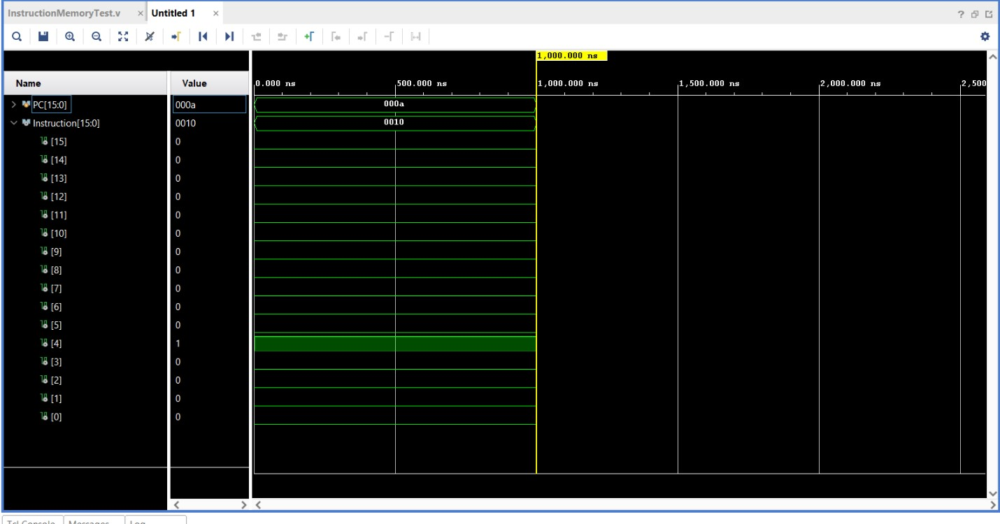 InstructionMemoryTest.v × Untitled 1 ×
?
1,000.000 ns
Name Value 0.000 ns 500.000 ns 1,000.000 ns 1,500.000 ns 2,000.000 ns 2,500
PC[15:0] 000a 000a
Instruction[15:0] 0010 0010
[15] 0
[14] 0
[13] 0
[12] 0
[11] 0
[10] 0
[9] 0
[8] 0
[7] 0
[6] 0
[5] 0
[4] 1
[3] 0
[2] 0
[1] 0
[0] 0
Tcl Console Messages Log